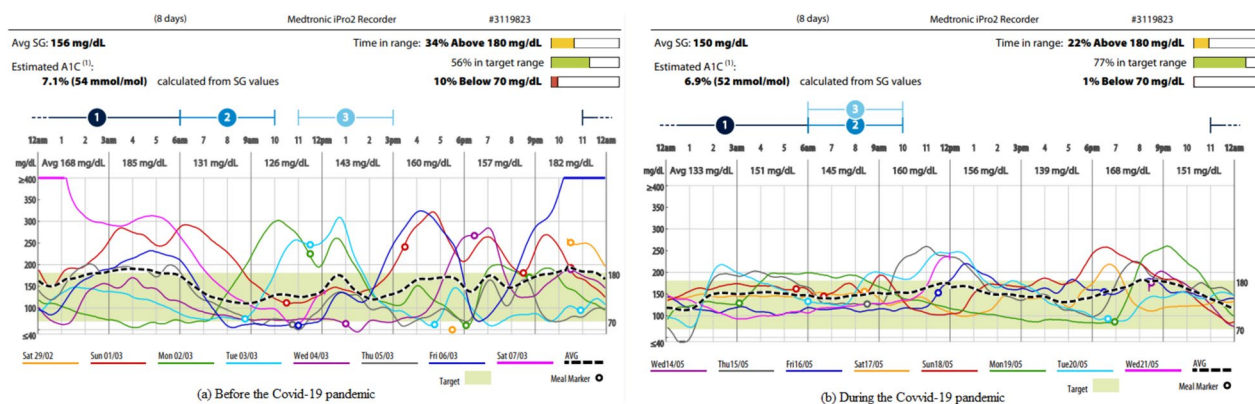 (8 days) Medtronic iPro2 Recorder #3119823
Avg SG: 156 mg/dL Time in range: 34% Above 180 mg/dL
Estimated A1C (1): 56% in target range
7.1% (54 mmol/mol) calculated from SG values 10% Below 70 mg/dL
1 2 3
12am 1 2 3am 4 5 6am 7 8 9am 10 11 12pm 1 2 3pm 4 5 6pm 7 8 9pm 10 11 12am
mg/dL Avg 168 mg/dL 185 mg/dL 131 mg/dL 126 mg/dL 143 mg/dL 160 mg/dL 157 mg/dL 182 mg/dL
≥400
350
300
250
200 180
150
100 70
≤40
Sat 29/02 Sun 01/03 Mon 02/03 Tue 03/03 Wed 04/03 Thu 05/03 Fri 06/03 Sat 07/03 AVG
Target Meal Marker
(a) Before the Covid-19 pandemic
(8 days) Medtronic iPro2 Recorder #3119823
Avg SG: 150 mg/dL Time in range: 22% Above 180 mg/dL
Estimated A1C (1): 77% in target range
6.9% (52 mmol/mol) calculated from SG values 1% Below 70 mg/dL
1 3
2
12am 1 2 3am 4 5 6am 7 8 9am 10 11 12pm 1 2 3pm 4 5 6pm 7 8 9pm 10 11 12am
mg/dL Avg 133 mg/dL 151 mg/dL 145 mg/dL 160 mg/dL 156 mg/dL 139 mg/dL 168 mg/dL 151 mg/dL
≥400
350
300
250
200 180
150
100 70
≤40
Wed14/05 Thu15/05 Fri16/05 Sat17/05 Sun18/05 Mon19/05 Tue20/05 Wed21/05 AVG
Target Meal Marker
(b) During the Covvid-19 pandemic